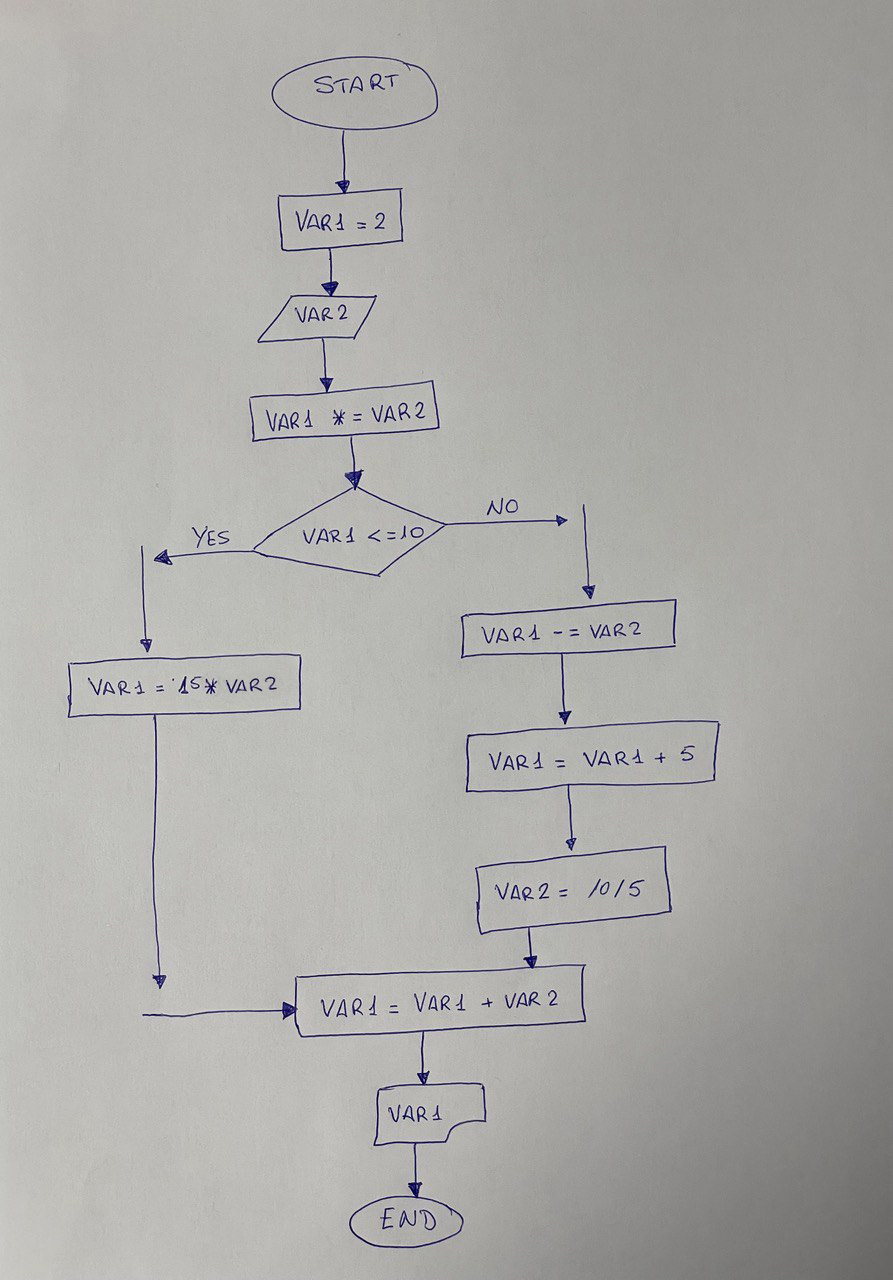 START
VAR1 = 2
VAR2
VAR1 *= VAR2
VAR1 <=10
YES
NO
VAR1 -= VAR2
VAR1 = 15* VAR2
VAR1 = VAR1 + 5
VAR2 = 10/5
VAR1 = VAR1 + VAR2
VAR1
END